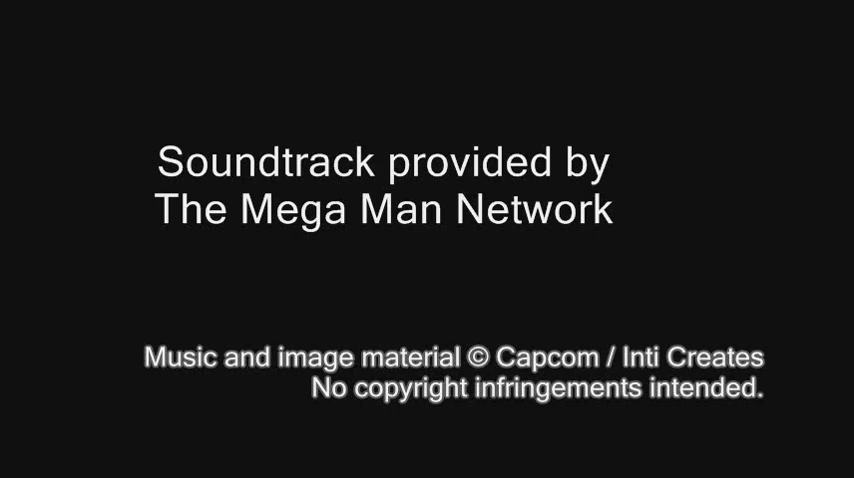 Soundtrack provided by
The Mega Man Network
Music and image material © Capcom / Inti Creates
No copyright infringements intended.